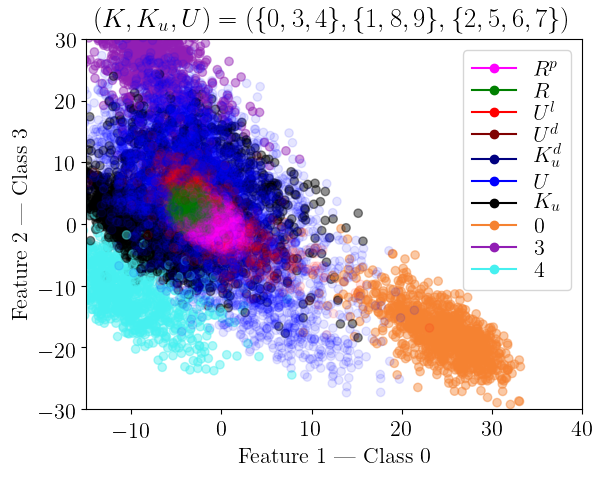 (K, K_u, U) = ({0, 3, 4}, {1, 8, 9}, {2, 5, 6, 7})
30
20
10
0
−10
−20
−30
Feature 2 — Class 3
R^p
R
U^l
U^d
K_u^d
U
K_u
0
3
4
−10
0
10
20
30
40
Feature 1 — Class 0